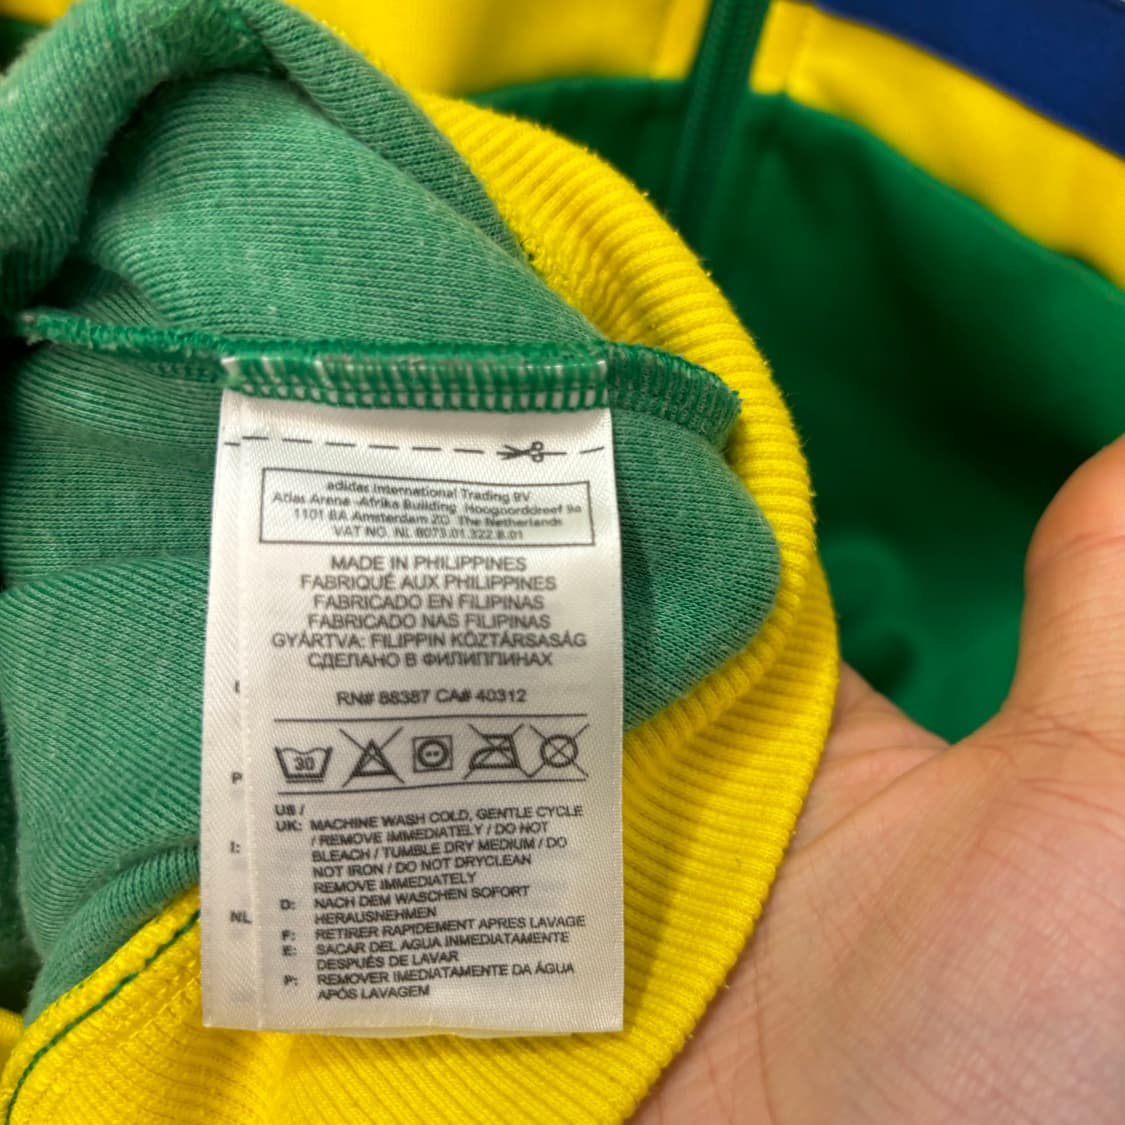 adidas International Trading BV
Atlas Arena -Afrika Building Hoogoorddreef 9a
1101 BA Amsterdam ZO The Netherlands
VAT NO. NL 8073.01.322.B.01
MADE IN PHILIPPINES
FABRIQUÉ AUX PHILIPPINES
FABRICADO EN FILIPINAS
FABRICADO NAS FILIPINAS
GYÁRTVA: FILIPPIN KÖZTÁRSASÁG
СДЕЛАНО В ФИЛИППИНАХ
RN# 88387 CA# 40312
30
US /
UK: MACHINE WASH COLD, GENTLE CYCLE
/ REMOVE IMMEDIATELY / DO NOT
BLEACH / TUMBLE DRY MEDIUM / DO
NOT IRON / DO NOT DRYCLEAN
REMOVE IMMEDIATELY
D: NACH DEM WASCHEN SOFORT
HERAUSNEHMEN
F: RETIRER RAPIDEMENT APRES LAVAGE
E: SACAR DEL AGUA INMEDIATAMENTE
DESPUÉS DE LAVAR
P: REMOVER IMEDIATAMENTE DA ÁGUA
APÓS LAVAGEM
P
I:
NL